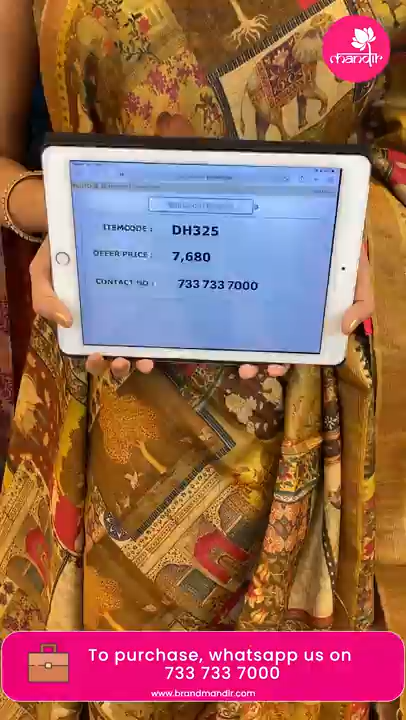 mandir
ITEMCODE : DH325
OFFER PRICE : 7,680
CONTACT NO : 733 733 7000
To purchase, whatsapp us on
733 733 7000
www.brandmandir.com